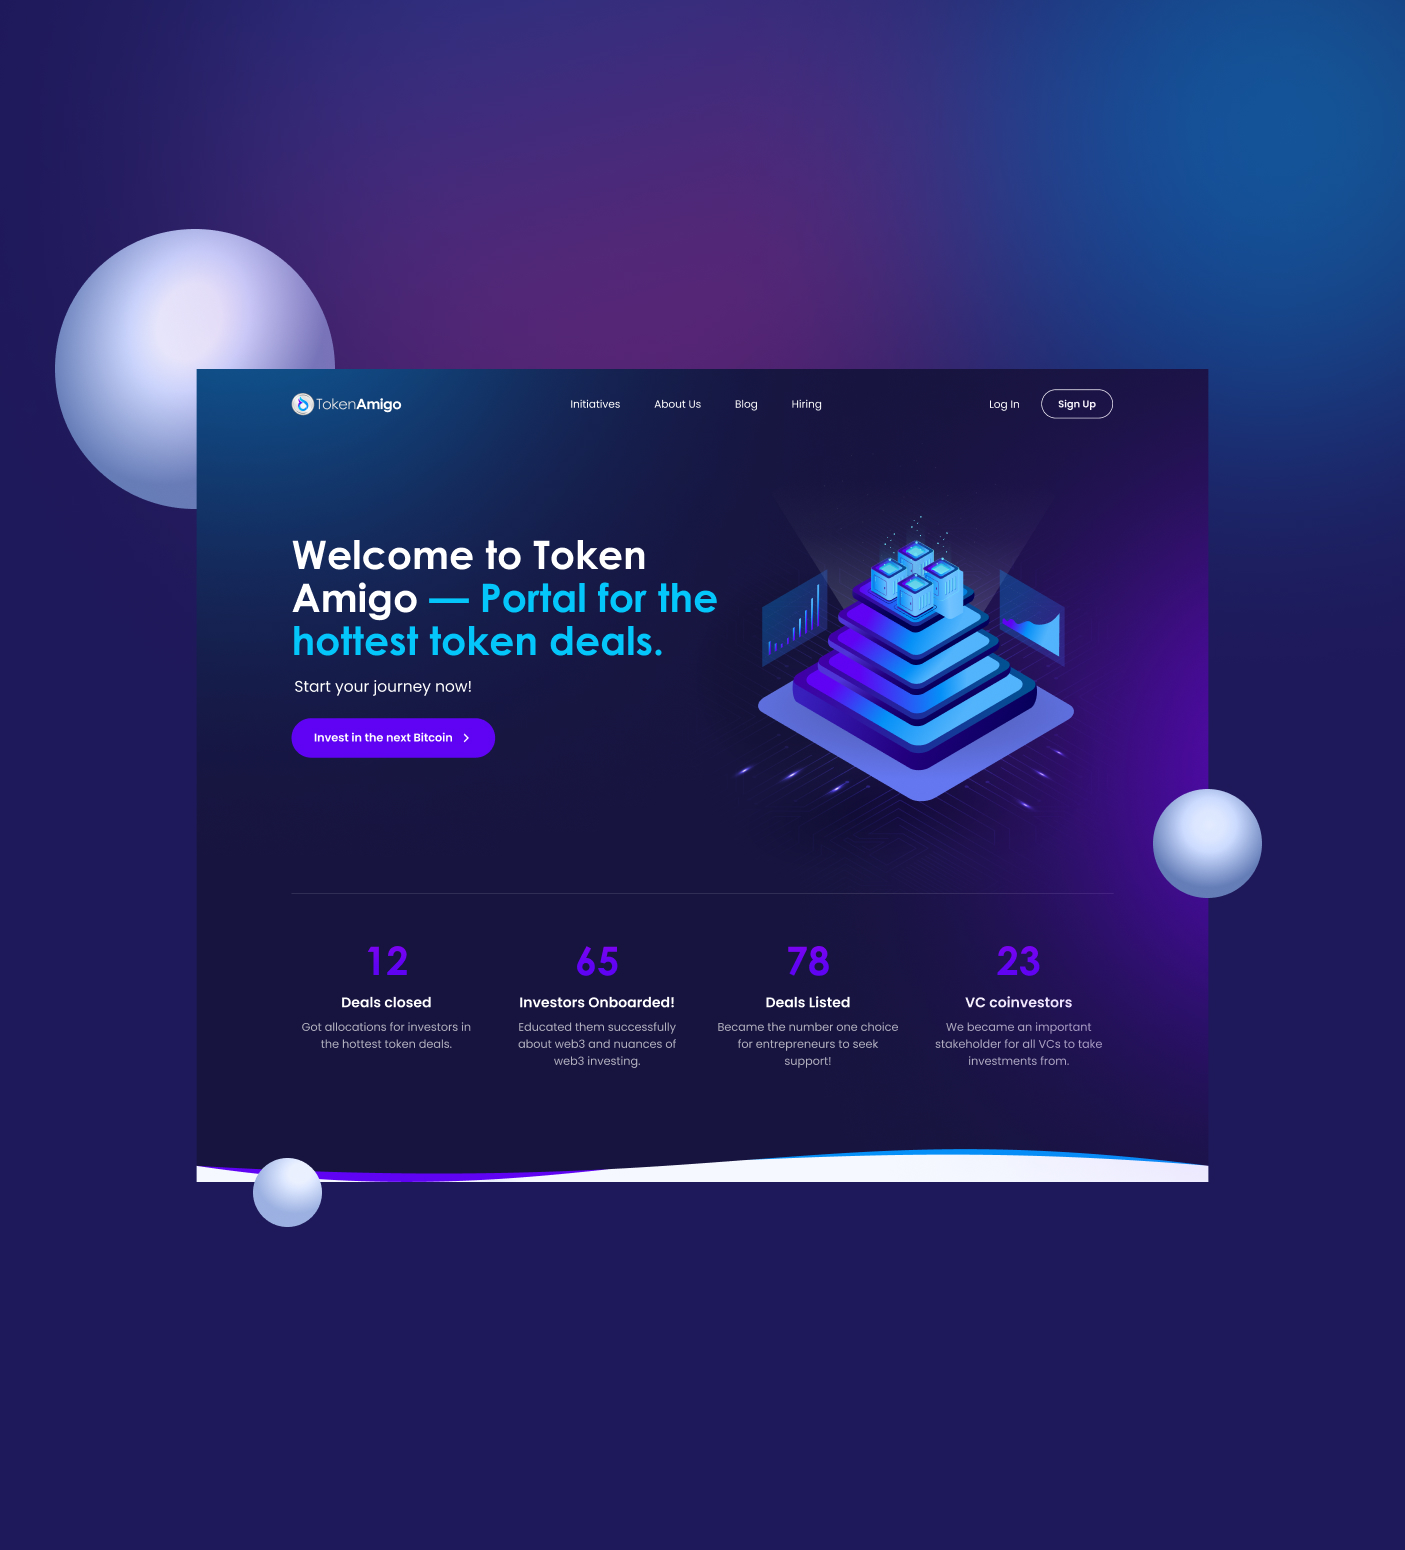 TokenAmigo
Initiatives
About Us
Blog
Hiring
Log In
Sign Up
Welcome to Token
Amigo — Portal for the
hottest token deals.
Start your journey now!
Invest in the next Bitcoin
12
Deals closed
Got allocations for investors in
the hottest token deals.
65
Investors Onboarded!
Educated them successfully
about web3 and nuances of
web3 investing.
78
Deals Listed
Became the number one choice
for entrepreneurs to seek
support!
23
VC coinvestors
We became an important
stakeholder for all VCs to take
investments from.